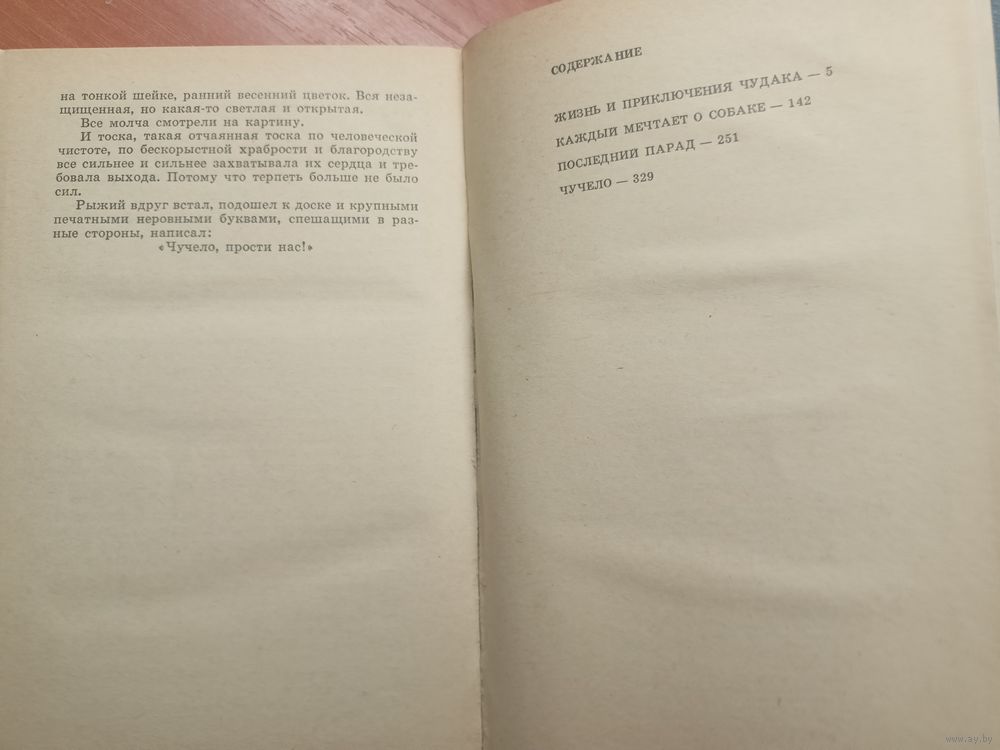 на тонкой шейке, ранний весенний цветок. Вся неза-
щищенная, но какая-то светлая и открытая.
Все молча смотрели на картину.
И тоска, такая отчаянная тоска по человеческой
чистоте, по бескорыстной храбрости и благородству
все сильнее и сильнее захватывала их сердца и тре-
бовала выхода. Потому что терпеть больше не было
сил.
Рыжий вдруг встал, подошел к доске и крупными
печатными неровными буквами, спешащими в раз-
ные стороны, написал:
«Чучело, прости нас!»
СОДЕРЖАНИЕ
ЖИЗНЬ И ПРИКЛЮЧЕНИЯ ЧУДАКА — 5
КАЖДЫЙ МЕЧТАЕТ О СОБАКЕ — 142
ПОСЛЕДНИЙ ПАРАД — 251
ЧУЧЕЛО — 329
www.ay.by